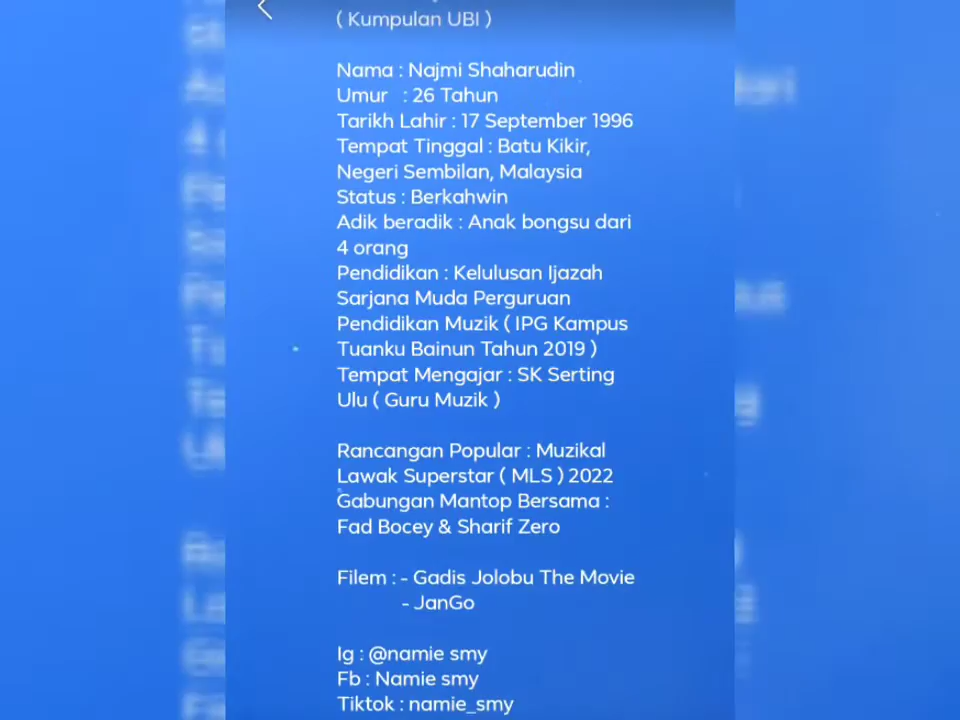 ( Kumpulan UBI )
Nama : Najmi Shaharudin
Umur : 26 Tahun
Tarikh Lahir : 17 September 1996
Tempat Tinggal : Batu Kikir,
Negeri Sembilan, Malaysia
Status : Berkahwin
Adik beradik : Anak bongsu dari
4 orang
Pendidikan : Kelulusan Ijazah
Sarjana Muda Perguruan
Pendidikan Muzik ( IPG Kampus
Tuanku Bainun Tahun 2019 )
Tempat Mengajar : SK Serting
Ulu ( Guru Muzik )
Rancangan Popular : Muzikal
Lawak Superstar ( MLS ) 2022
Gabungan Mantop Bersama :
Fad Bocey & Sharif Zero
Filem : - Gadis Jolobu The Movie
- JanGo
Ig : @namie smy
Fb : Namie smy
Tiktok : namie_smy